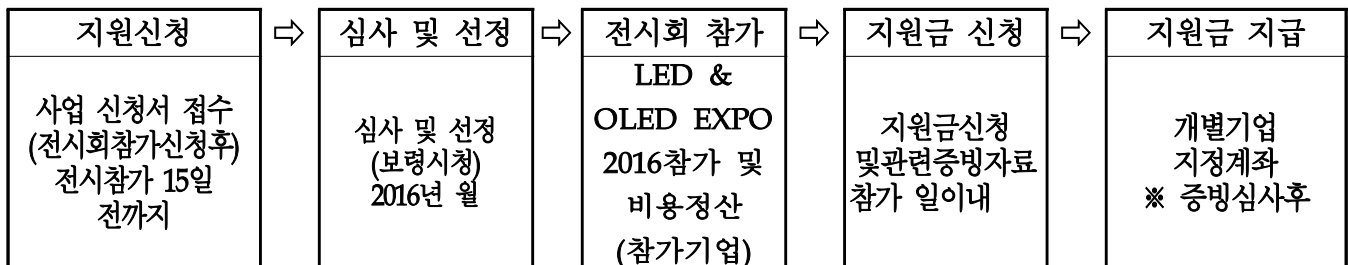 지원신청
사업 신청서 접수
(전시회참가신청후)
전시참가 15일
전까지
⇨
심사 및 선정
심사 및 선정
(보령시청)
2016년 월
⇨
전시회 참가
LED &
OLED EXPO
2016참가 및
비용정산
(참가기업)
⇨
지원금 신청
지원금신청
및관련증빙자료
참가 일이내
⇨
지원금 지급
개별기업
지정계좌
※ 증빙심사후